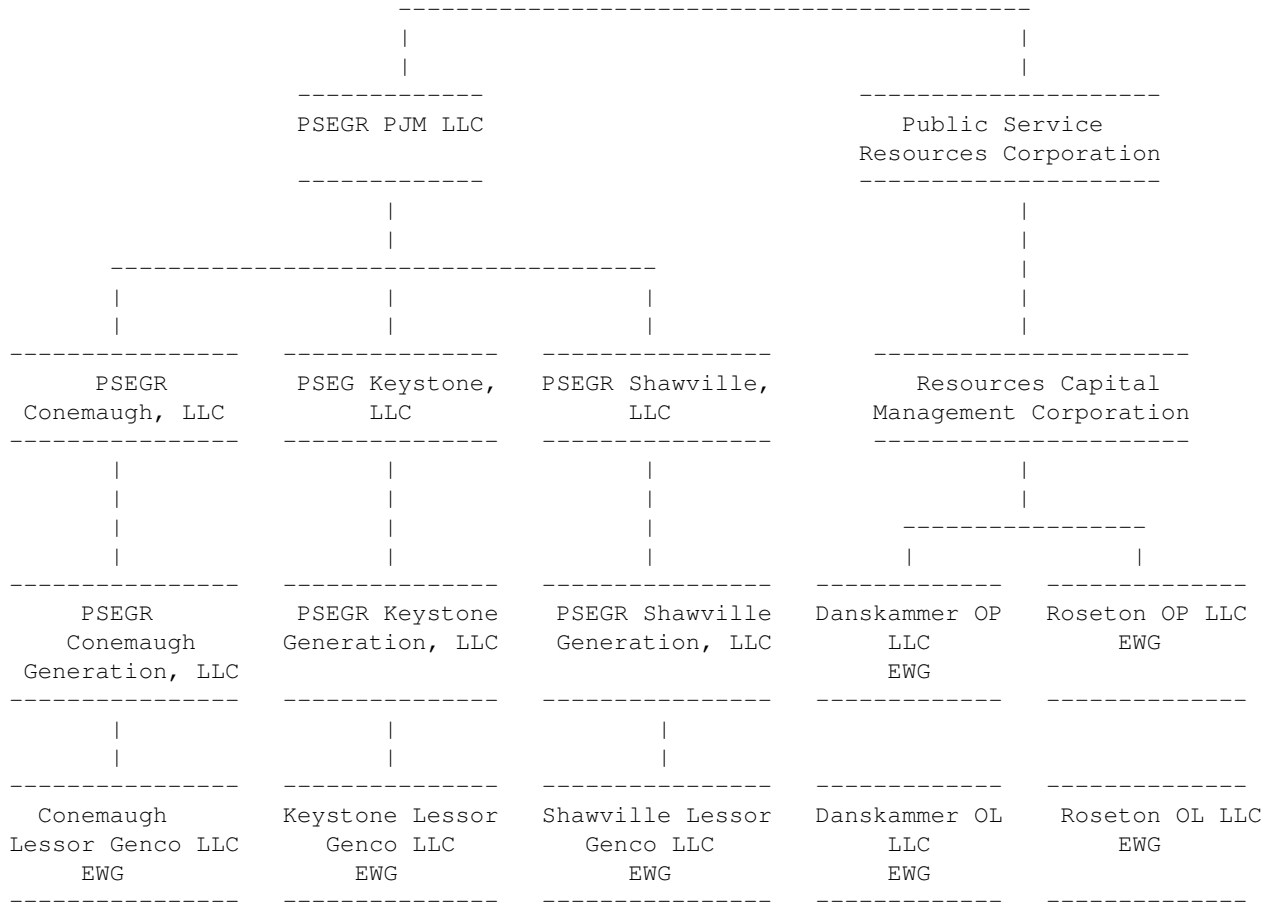 PSEGR PJM LLC
Public Service
Resources Corporation
PSEGR
Conemaugh, LLC
PSEG Keystone,
LLC
PSEGR Shawville,
LLC
Resources Capital
Management Corporation
PSEGR
Conemaugh
Generation, LLC
PSEGR Keystone
Generation, LLC
PSEGR Shawville
Generation, LLC
Danskammer OP
LLC
EWG
Roseton OP LLC
EWG
Conemaugh
Lessor Genco LLC
EWG
Keystone Lessor
Genco LLC
EWG
Shawville Lessor
Genco LLC
EWG
Danskammer OL
LLC
EWG
Roseton OL LLC
EWG